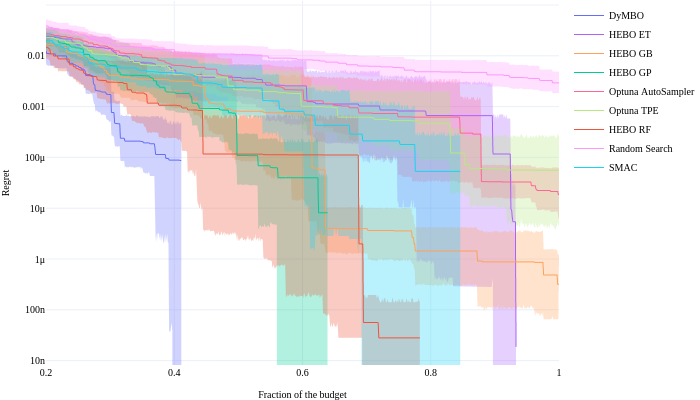 Regret
0.01
0.001
100μ
10μ
1μ
100n
10n
0.2
0.4
0.6
0.8
1
Fraction of the budget
DyMBO
HEBO ET
HEBO GB
HEBO GP
Optuna AutoSampler
Optuna TPE
HEBO RF
Random Search
SMAC